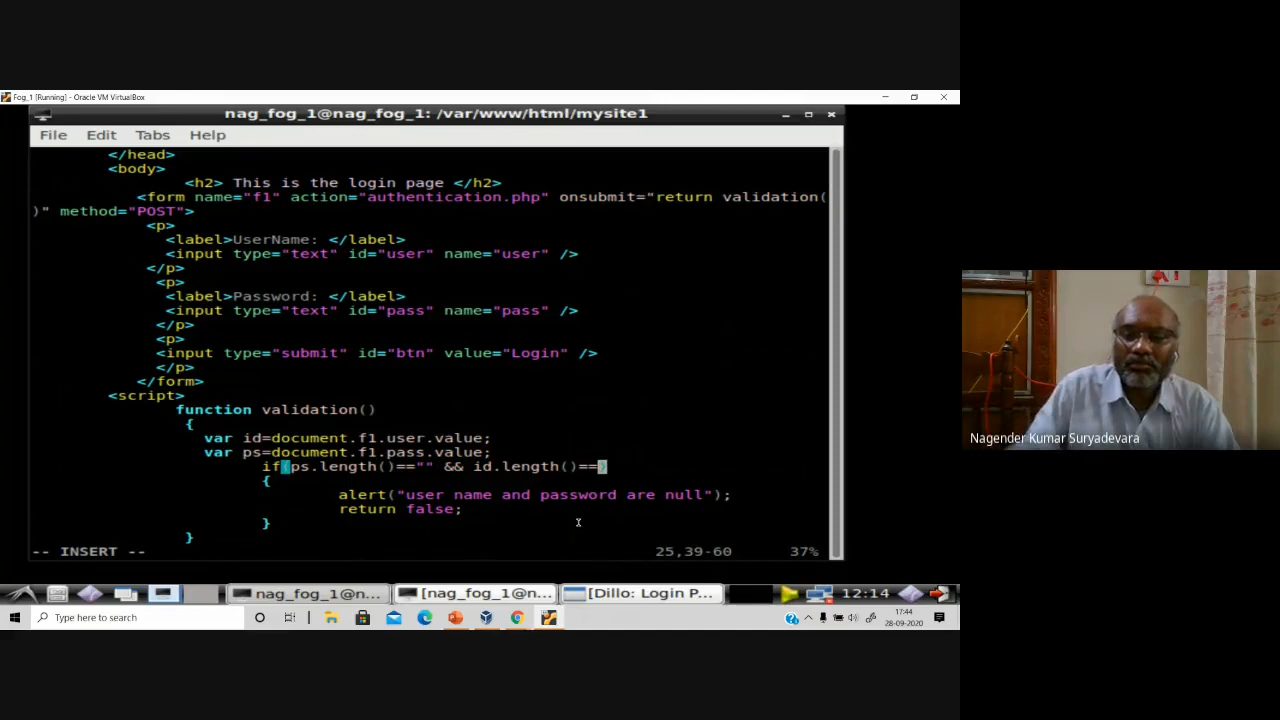 Fog_1 [Running] - Oracle VM VirtualBox
nag_fog_1@nag_fog_1: /var/www/html/mysite1
File Edit Tabs Help
</head>
<body>
<h2> This is the login page </h2>
<form name="f1" action="authentication.php" onsubmit="return validation(
)" method="POST">
<p>
<label>UserName: </label>
<input type="text" id="user" name="user" />
</p>
<p>
<label>Password: </label>
<input type="text" id="pass" name="pass" />
</p>
<p>
<input type="submit" id="btn" value="Login" />
</p>
</form>
<script>
function validation()
{
var id=document.f1.user.value;
var ps=document.f1.pass.value;
if(ps.length()=="" && id.length()==)
{
alert("user name and password are null");
return false;
}
}
-- INSERT -- 25,39-60 37%
nag_fog_1@n... [nag_fog_1@n... [Dillo: Login P... 12:14
Type here to search 17:44
28-09-2020
Nagender Kumar Suryadevara